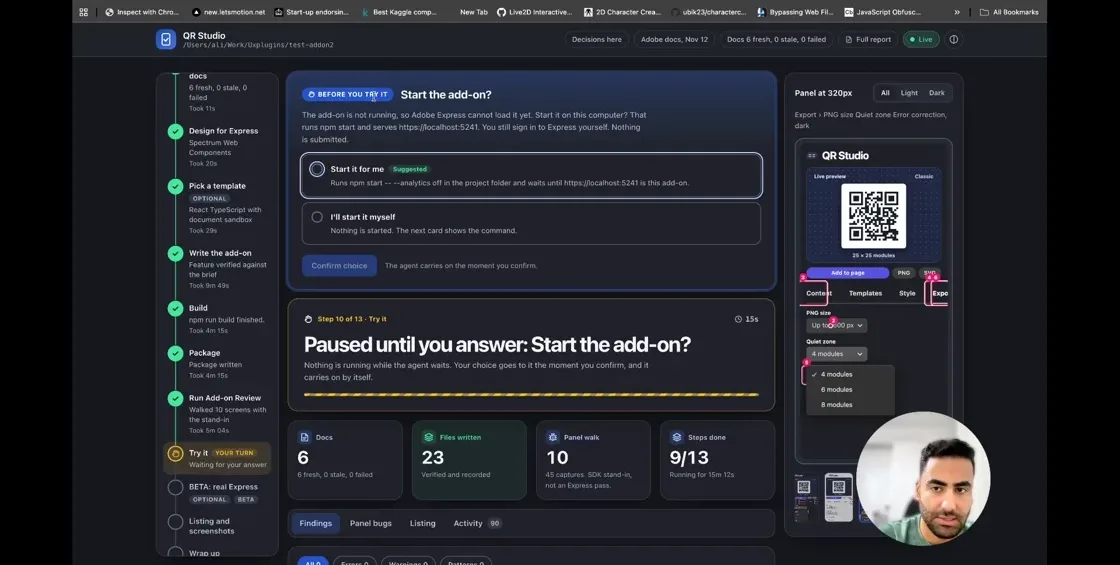 Inspect with Chro...
new.letsmotion.net
Start-up endorsin...
Best Kaggle comp...
New Tab
Live2D Interactive...
2D Character Crea...
ubik23/characterc...
Bypassing Web Fil...
JavaScript Obfusc...
»
All Bookmarks
QR Studio
/Users/ali/Work/Uxplugins/test-addon2
Decisions here
Adobe docs, Nov 12
Docs 6 fresh, 0 stale, 0 failed
Full report
Live
docs
6 fresh, 0 stale, 0
failed
Took 11s
Design for Express
Spectrum Web
Components
Took 20s
Pick a template
OPTIONAL
React TypeScript with
document sandbox
Took 29s
Write the add-on
Feature verified against
the brief
Took 9m 49s
Build
npm run build finished.
Took 4m 15s
Package
Package written
Took 4m 15s
Run Add-on Review
Walked 10 screens with
the stand-in
Took 5m 04s
Try it YOUR TURN
Waiting for your answer
BETA: real Express
OPTIONAL BETA
Listing and
screenshots
Wrap up
BEFORE YOU TRY IT
Start the add-on?
The add-on is not running, so Adobe Express cannot load it yet. Start it on this computer? That
runs npm start and serves https://localhost:5241. You still sign in to Express yourself. Nothing
is submitted.
Start it for me Suggested
Runs npm start -- --analytics off in the project folder and waits until https://localhost:5241 is this add-on.
I'll start it myself
Nothing is started. The next card shows the command.
Confirm choice
The agent carries on the moment you confirm.
Step 10 of 13 · Try it
15s
Paused until you answer: Start the add-on?
Nothing is running while the agent waits. Your choice goes to it the moment you confirm, and it
carries on by itself.
Docs
6
6 fresh, 0 stale, 0 failed
Files written
23
Verified and recorded
Panel walk
10
45 captures. SDK stand-in,
not an Express pass.
Steps done
9/13
Running for 15m 12s
Findings
Panel bugs
Listing
Activity 90
All 0
Errors 0
Warnings 0
Patterns 0
Panel at 320px
All
Light
Dark
Export › PNG size Quiet zone Error correction,
dark
QR Studio
Live preview
Classic
25 × 25 modules
Add to page
PNG
Content
Templates
Style
PNG size
Quiet zone
4 modules
4 modules
6 modules
8 modules